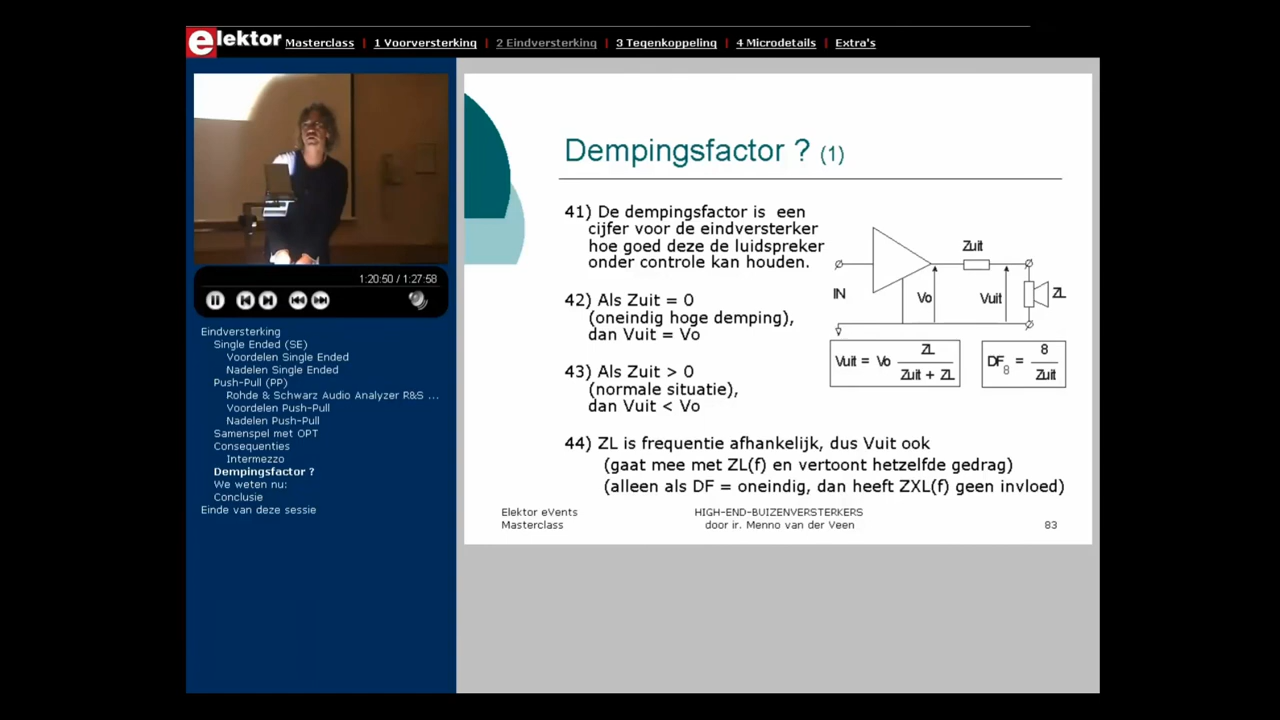 elektor Masterclass | 1 Voorversterking | 2 Eindversterking | 3 Tegenkoppeling | 4 Microdetails | Extra's
1:20:50 / 1:27:58
Eindversterking
Single Ended (SE)
Voordelen Single Ended
Nadelen Single Ended
Push-Pull (PP)
Rohde & Schwarz Audio Analyzer R&S ...
Voordelen Push-Pull
Nadelen Push-Pull
Samenspel met OPT
Consequenties
Intermezzo
Dempingsfactor ?
We weten nu:
Conclusie
Einde van deze sessie
Dempingsfactor ? (1)
41) De dempingsfactor is een
cijfer voor de eindversterker
hoe goed deze de luidspreker
onder controle kan houden.
42) Als Zuit = 0
(oneindig hoge demping),
dan Vuit = Vo
43) Als Zuit > 0
(normale situatie),
dan Vuit < Vo
44) ZL is frequentie afhankelijk, dus Vuit ook
(gaat mee met ZL(f) en vertoont hetzelfde gedrag)
(alleen als DF = oneindig, dan heeft ZXL(f) geen invloed)
Zuit
IN
Vo
Vuit
ZL
Vuit = Vo ZL / Zuit + ZL
DF8 = 8 / Zuit
Elektor eVents
Masterclass
HIGH-END-BUIZENVERSTERKERS
door ir. Menno van der Veen
83